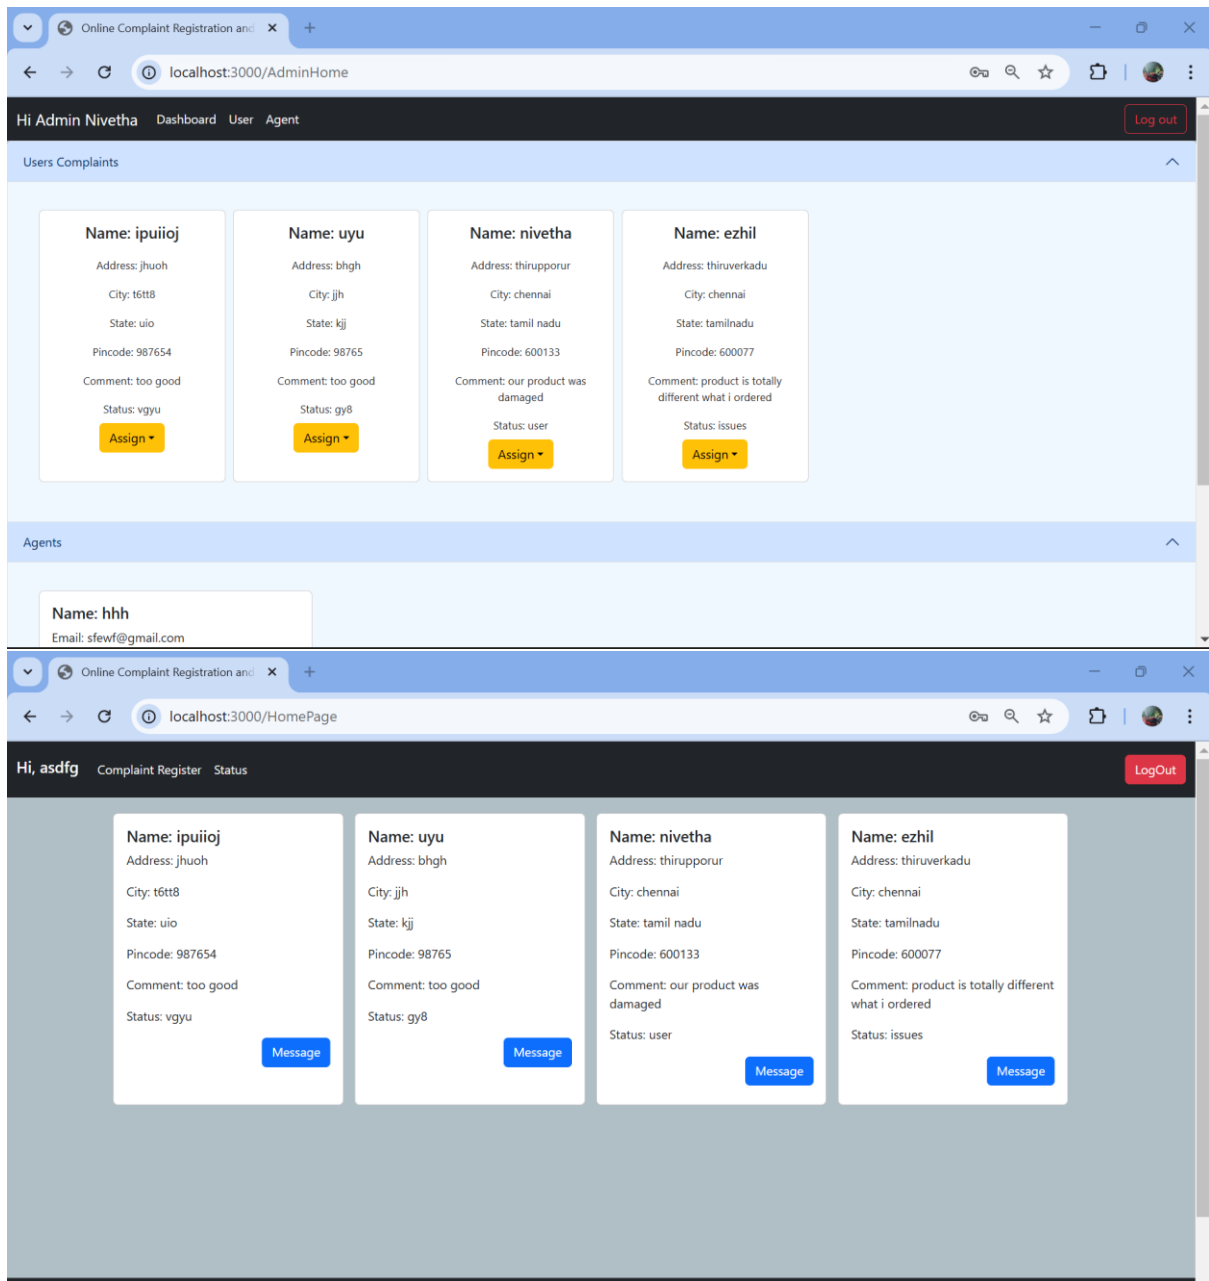 Online Complaint Registration and
localhost:3000/AdminHome
Hi Admin Nivetha Dashboard User Agent Log out
Users Complaints
Name: ipuiioj
Address: jhuoh
City: t6tt8
State: uio
Pincode: 987654
Comment: too good
Status: vgyu
Assign
Name: uyu
Address: bhgh
City: jjh
State: kjj
Pincode: 98765
Comment: too good
Status: gy8
Assign
Name: nivetha
Address: thirupporur
City: chennai
State: tamil nadu
Pincode: 600133
Comment: our product was
damaged
Status: user
Assign
Name: ezhil
Address: thiruverkadu
City: chennai
State: tamilnadu
Pincode: 600077
Comment: product is totally
different what i ordered
Status: issues
Assign
Agents
Name: hhh
Email: sfewf@gmail.com
Online Complaint Registration and
localhost:3000/HomePage
Hi, asdfg Complaint Register Status LogOut
Name: ipuiioj
Address: jhuoh
City: t6tt8
State: uio
Pincode: 987654
Comment: too good
Status: vgyu
Message
Name: uyu
Address: bhgh
City: jjh
State: kjj
Pincode: 98765
Comment: too good
Status: gy8
Message
Name: nivetha
Address: thirupporur
City: chennai
State: tamil nadu
Pincode: 600133
Comment: our product was
damaged
Status: user
Message
Name: ezhil
Address: thiruverkadu
City: chennai
State: tamilnadu
Pincode: 600077
Comment: product is totally different
what i ordered
Status: issues
Message